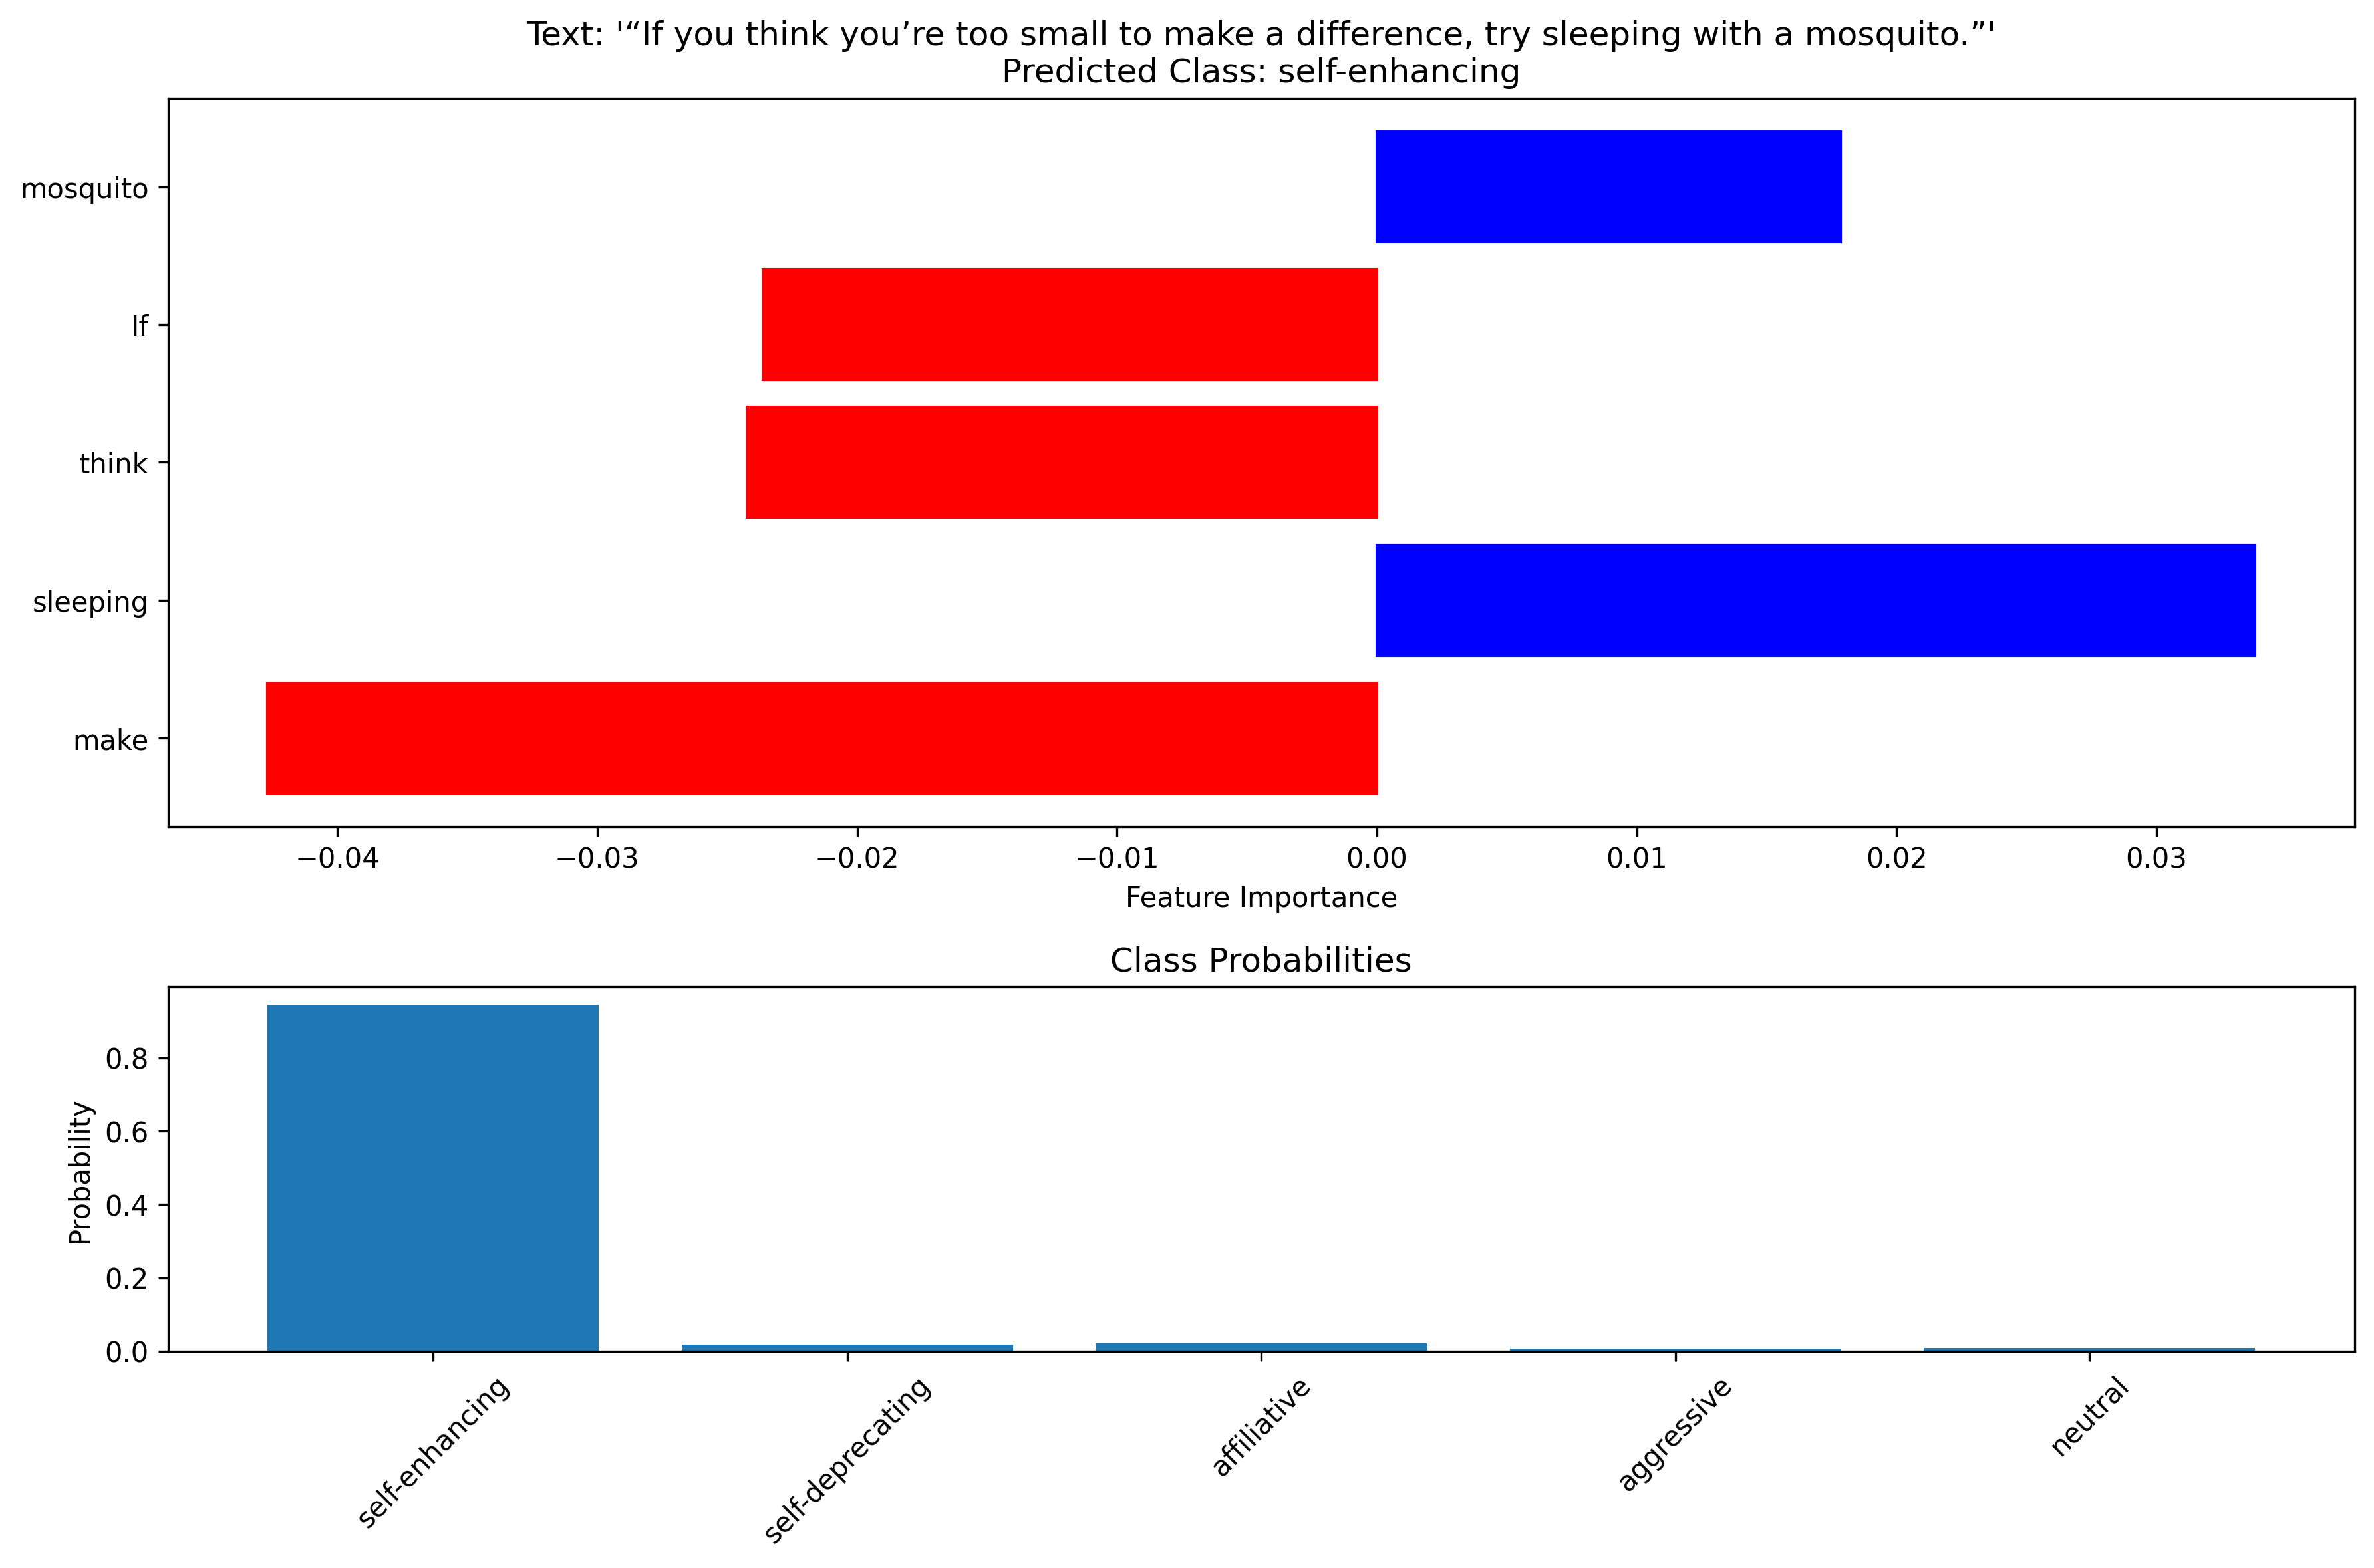 Text: '“If you think you’re too small to make a difference, try sleeping with a mosquito.”'
Predicted Class: self-enhancing
mosquito
If
think
sleeping
make
−0.04 −0.03 −0.02 −0.01 0.00 0.01 0.02 0.03
Feature Importance
Class Probabilities
Probability
0.8
0.6
0.4
0.2
0.0
self-enhancing self-deprecating affiliative aggressive neutral